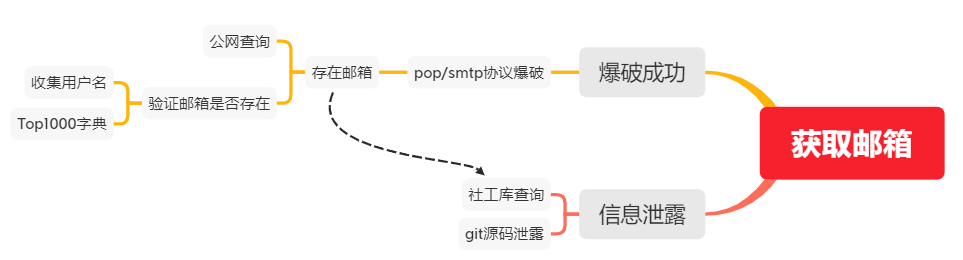 公网查询
收集用户名
存在邮箱
pop/smtp协议爆破
爆破成功
验证邮箱是否存在
Top1000字典
获取邮箱
社工库查询
信息泄露
git源码泄露